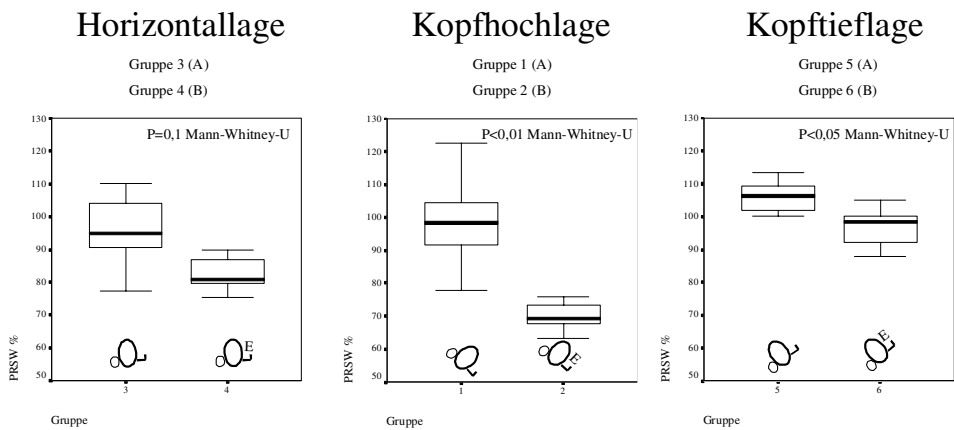 Horizontallage
Gruppe 3 (A)
Gruppe 4 (B)
P=0,1 Mann-Whitney-U
130
120
110
100
90
80
70
60
50
PRSW %
E
3
4
Gruppe
Kopfhochlage
Gruppe 1 (A)
Gruppe 2 (B)
P<0,01 Mann-Whitney-U
130
120
110
100
90
80
70
60
50
PRSW %
E
1
2
Gruppe
Kopftieflage
Gruppe 5 (A)
Gruppe 6 (B)
P<0,05 Mann-Whitney-U
130
120
110
100
90
80
70
60
50
PRSW %
E
5
6
Gruppe